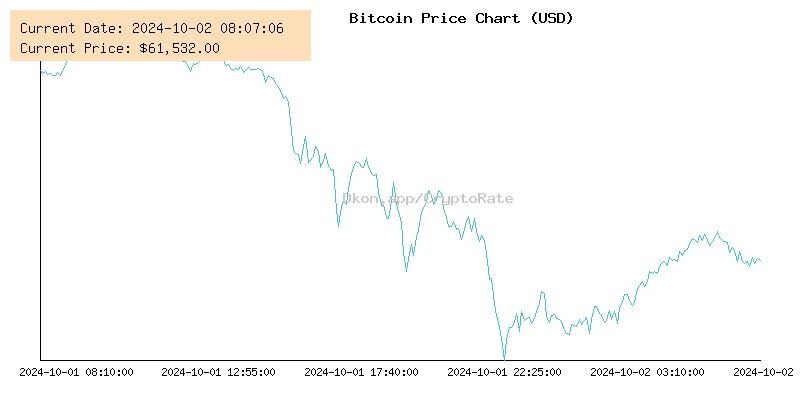 Bitcoin Price Chart (USD)
Current Date: 2024-10-02 08:07:06
Current Price: $61,532.00
Dkon.app/CryptoRate
2024-10-01 08:10:00 2024-10-01 12:55:00 2024-10-01 17:40:00 2024-10-01 22:25:00 2024-10-02 03:10:00 2024-10-02